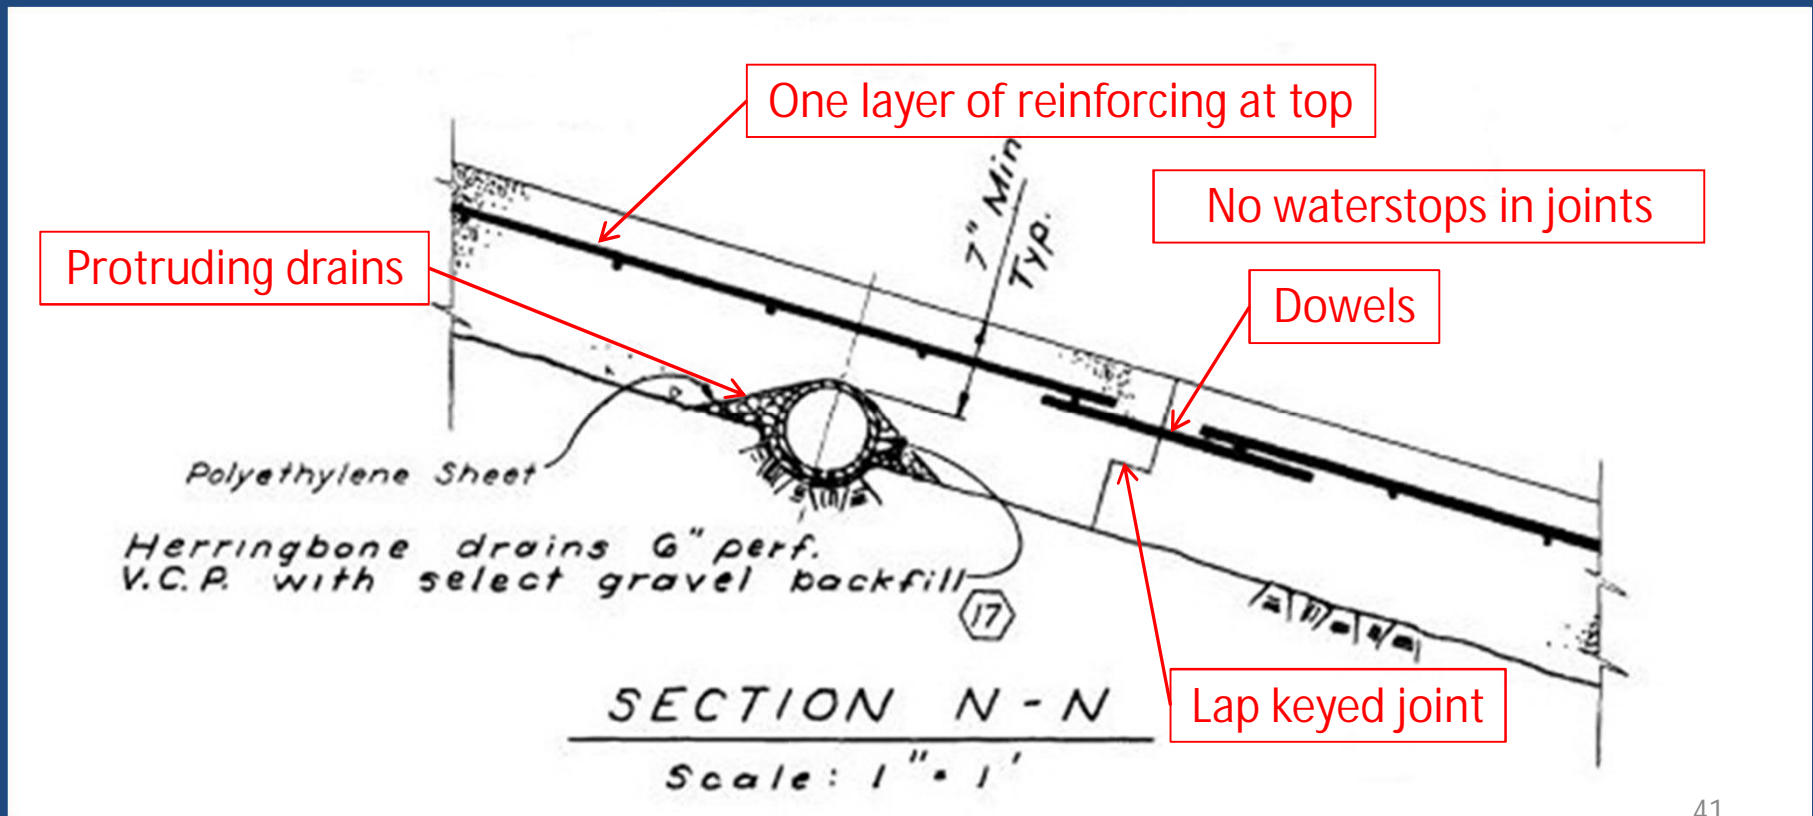 One layer of reinforcing at top
7" Min
Typ.
No waterstops in joints
Protruding drains
Dowels
Polyethylene Sheet
Herringbone drains 6" perf.
V.C.P. with select gravel backfill
17
Lap keyed joint
SECTION N-N
Scale: 1"= 1'
41